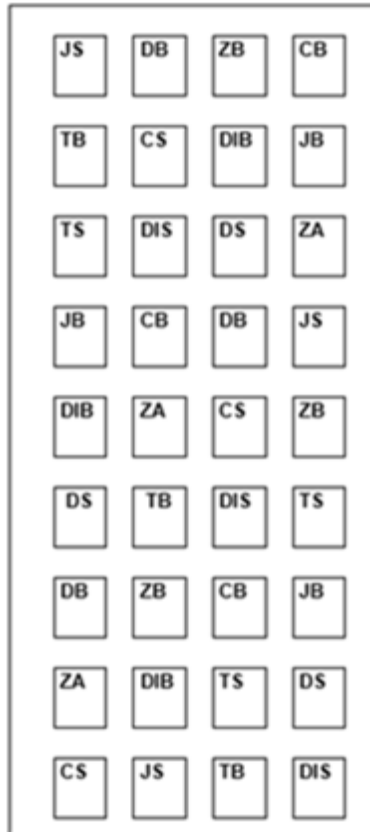 JS DB ZB CB
TB CS DIB JB
TS DIS DS ZA
JB CB DB JS
DIB ZA CS ZB
DS TB DIS TS
DB ZB CB JB
ZA DIB TS DS
CS JS TB DIS